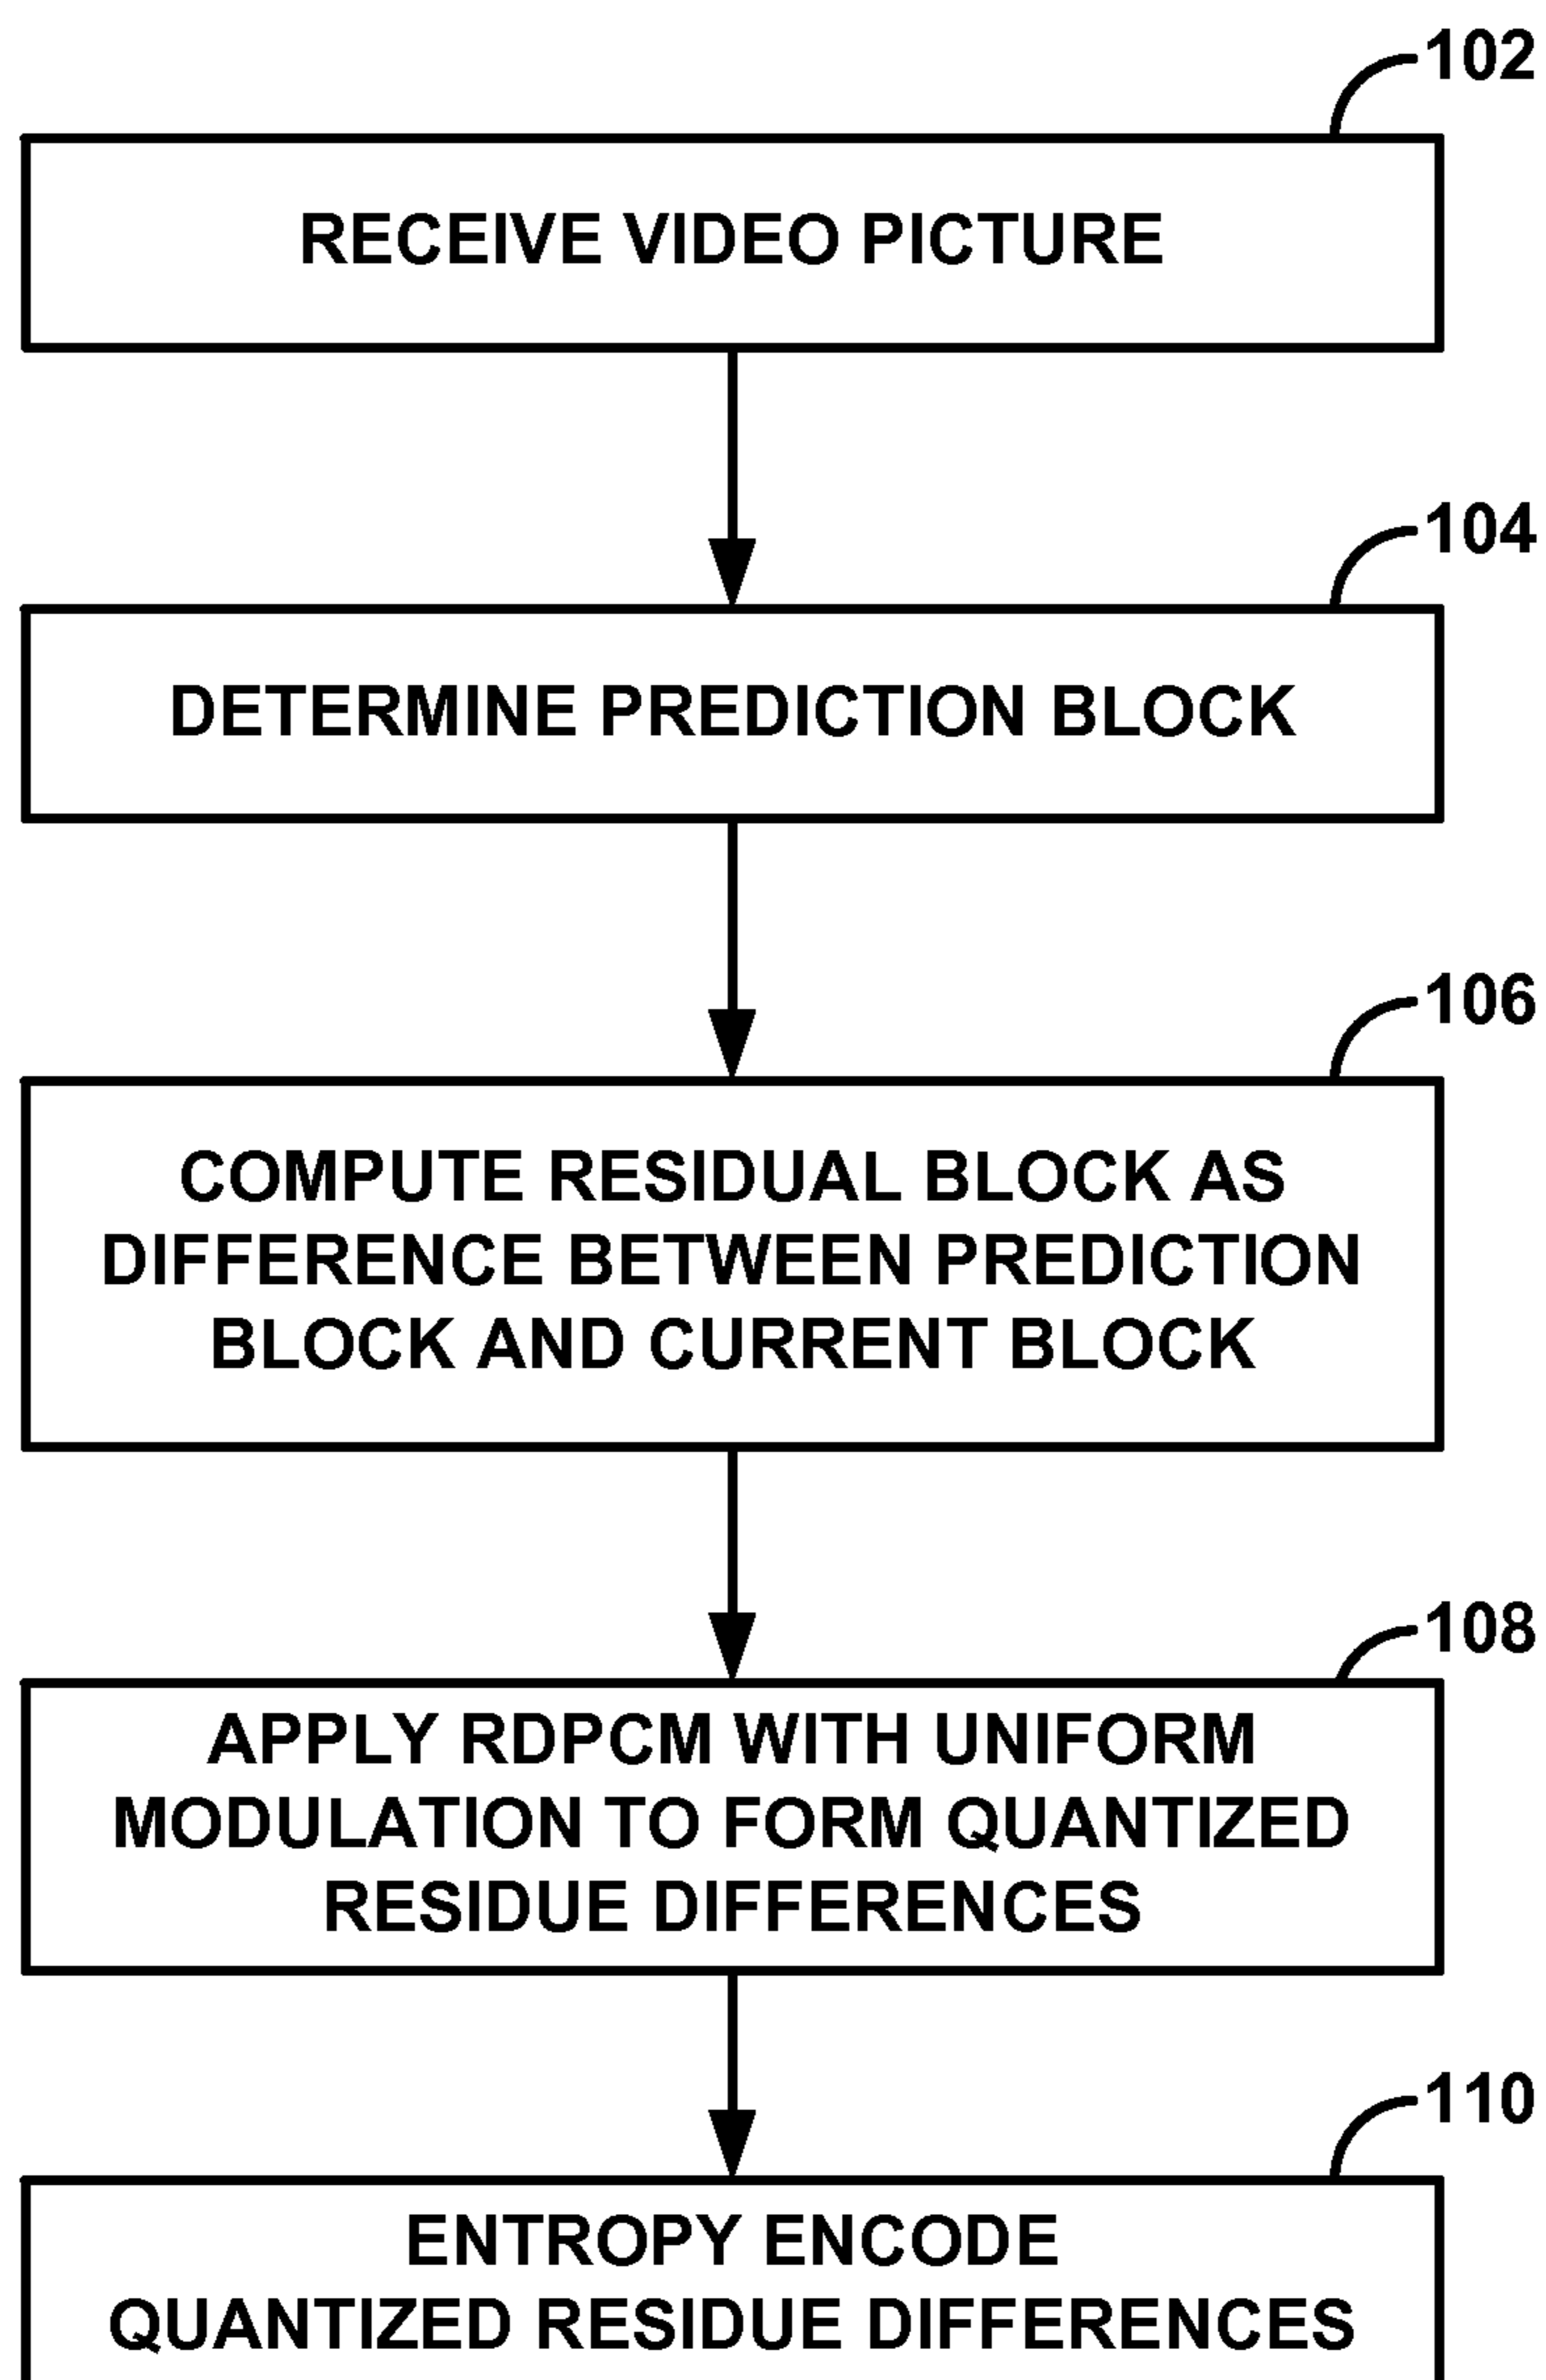 102
RECEIVE VIDEO PICTURE
104
DETERMINE PREDICTION BLOCK
106
COMPUTE RESIDUAL BLOCK AS
DIFFERENCE BETWEEN PREDICTION
BLOCK AND CURRENT BLOCK
108
APPLY RDPCM WITH UNIFORM
MODULATION TO FORM QUANTIZED
RESIDUE DIFFERENCES
110
ENTROPY ENCODE
QUANTIZED RESIDUE DIFFERENCES